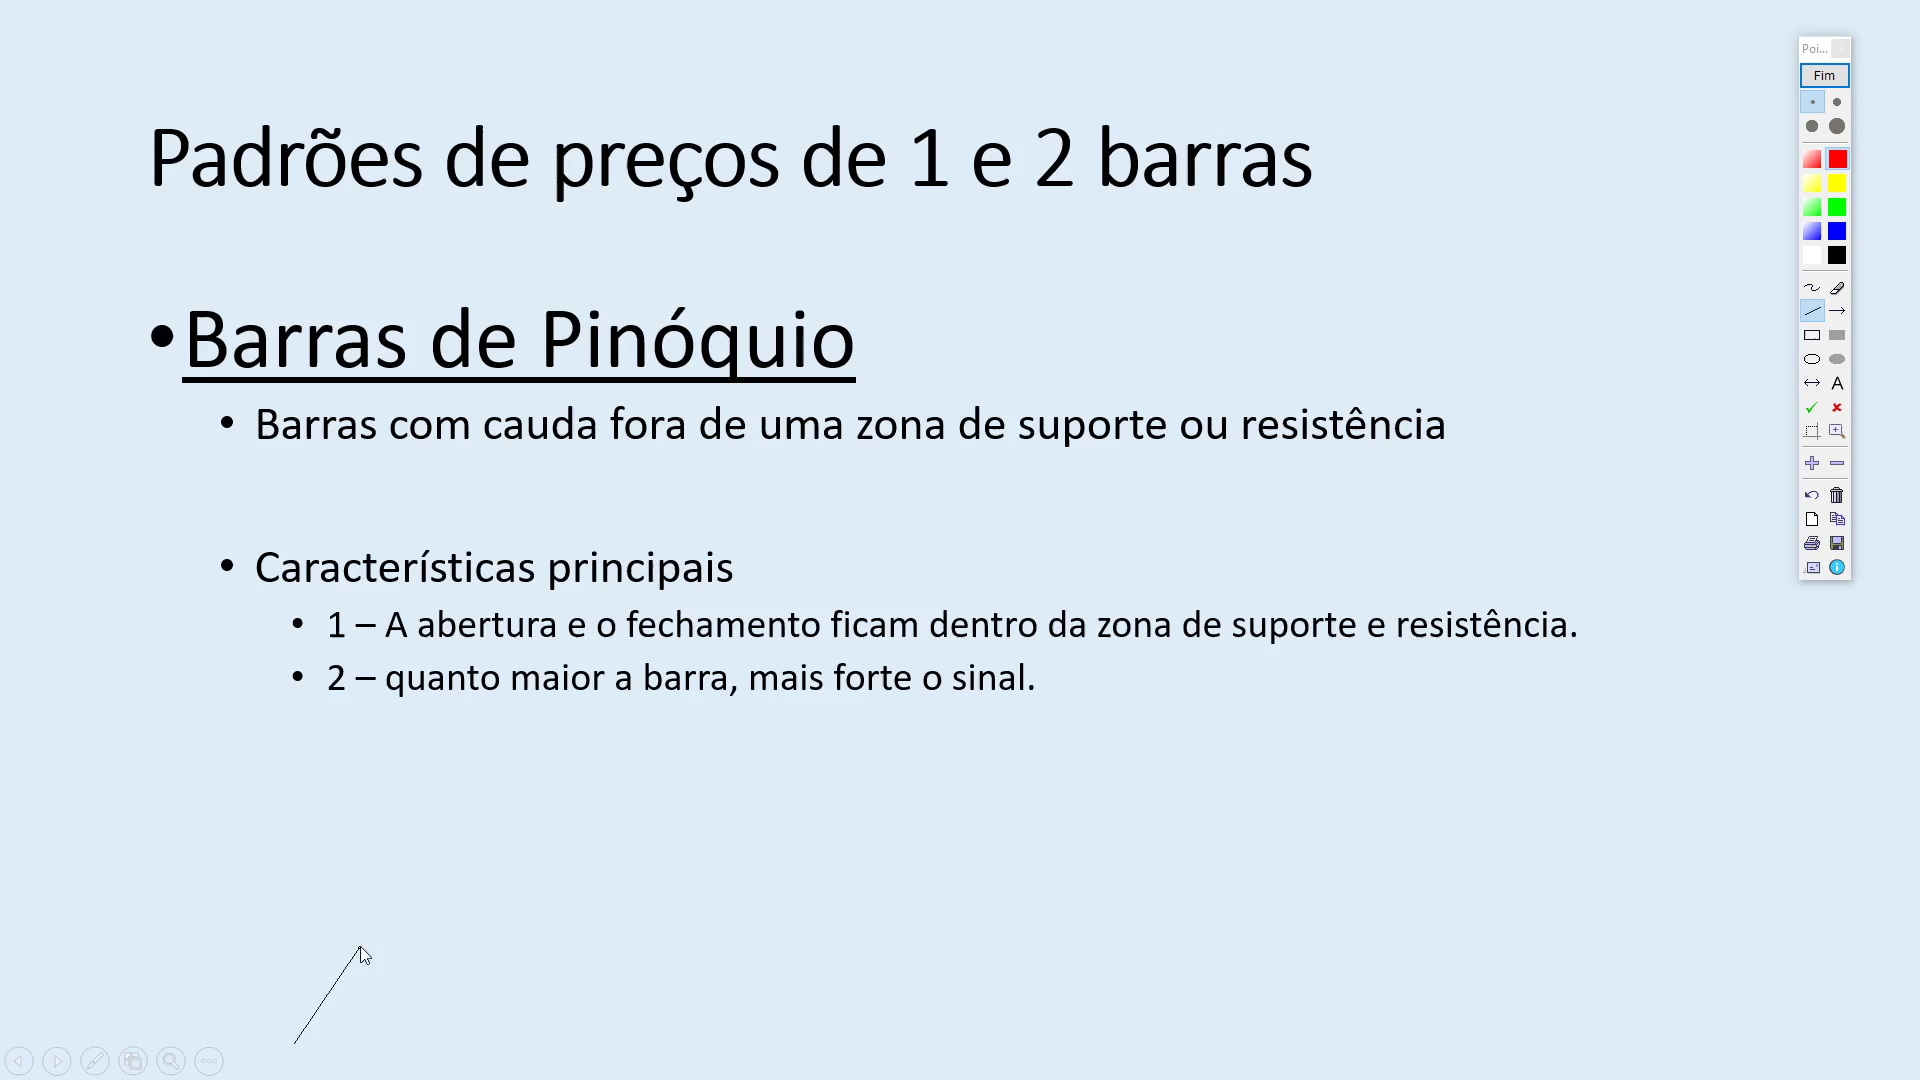 Poi...
Fim
Padrões de preços de 1 e 2 barras
•Barras de Pinóquio
• Barras com cauda fora de uma zona de suporte ou resistência
• Características principais
• 1 – A abertura e o fechamento ficam dentro da zona de suporte e resistência.
• 2 – quanto maior a barra, mais forte o sinal.